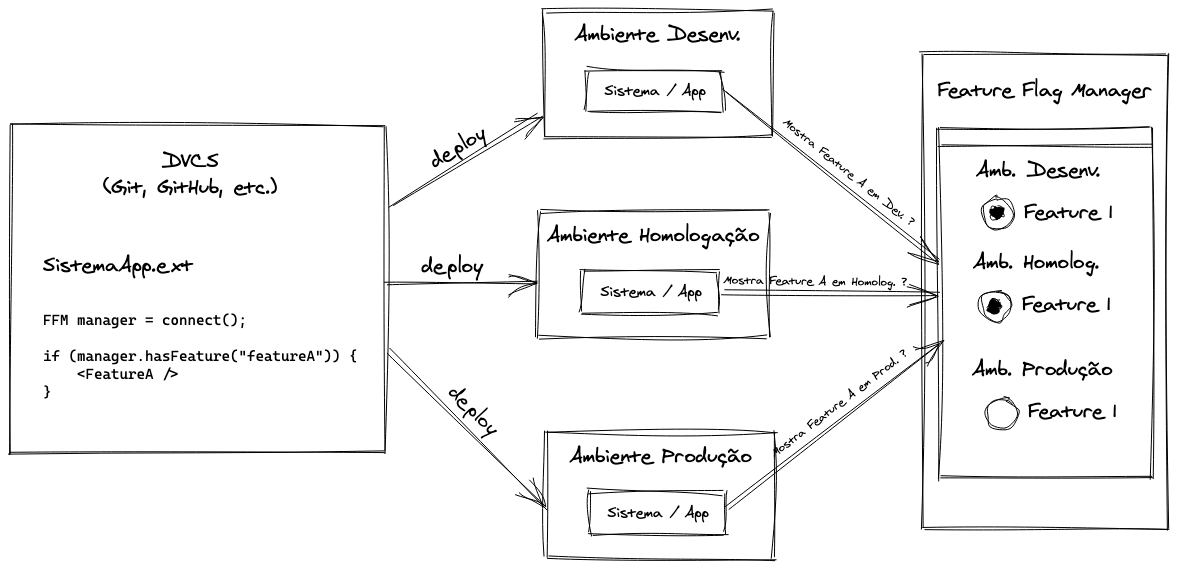 DVCS
(Git, GitHub, etc.)
SistemaApp.ext
FFM manager = connect();
if (manager.hasFeature("featureA")) {
    <FeatureA />
}
deploy
deploy
deploy
Ambiente Desenv.
Sistema / App
Ambiente Homologação
Sistema / App
Ambiente Produção
Sistema / App
Mostra Feature A em Dev. ?
Mostra Feature A em Homolog. ?
Mostra Feature A em Prod. ?
Feature Flag Manager
Amb. Desenv.
Feature 1
Amb. Homolog.
Feature 1
Amb. Produção
Feature 1